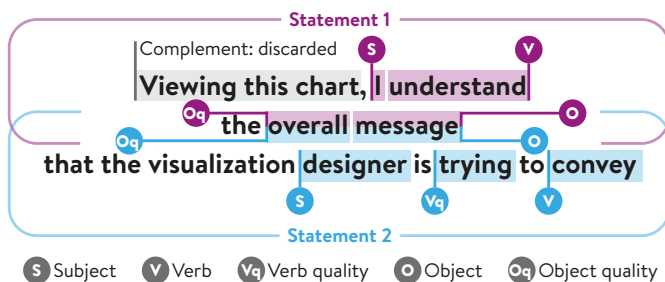 Statement 1
Complement: discarded S V
Viewing this chart, I understand
Oq the overall message O
Oq O
that the visualization designer is trying to convey
S Vq V
Statement 2
S Subject V Verb Vq Verb quality O Object Oq Object quality